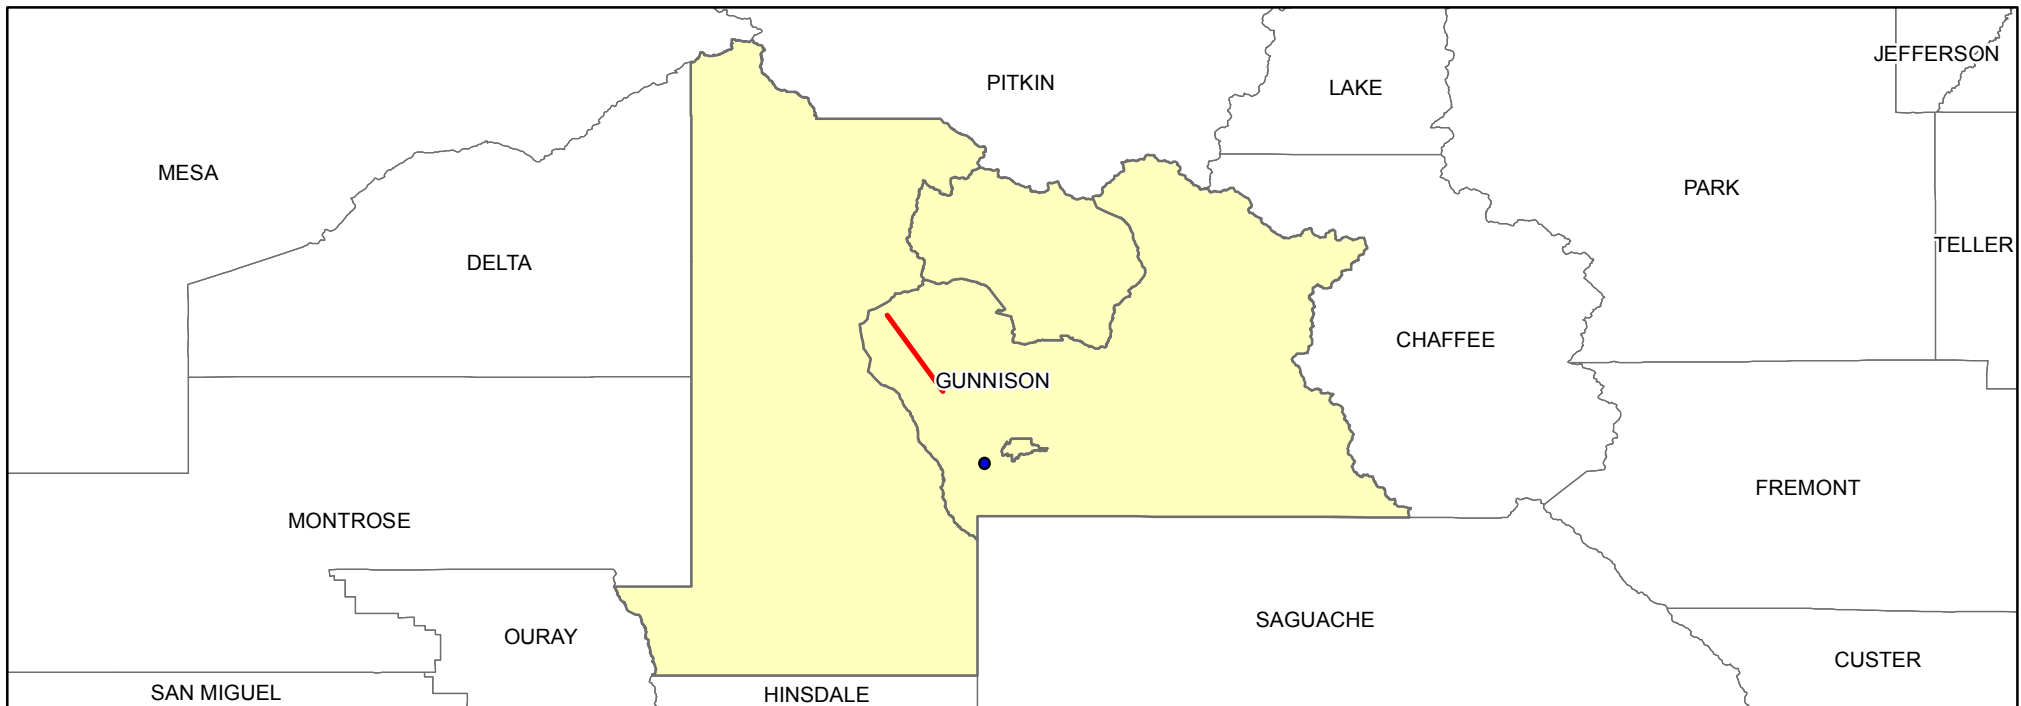 JEFFERSON
PITKIN
LAKE
MESA
PARK
TELLER
DELTA
CHAFFEE
GUNNISON
FREMONT
MONTROSE
SAGUACHE
OURAY
CUSTER
SAN MIGUEL
HINSDALE